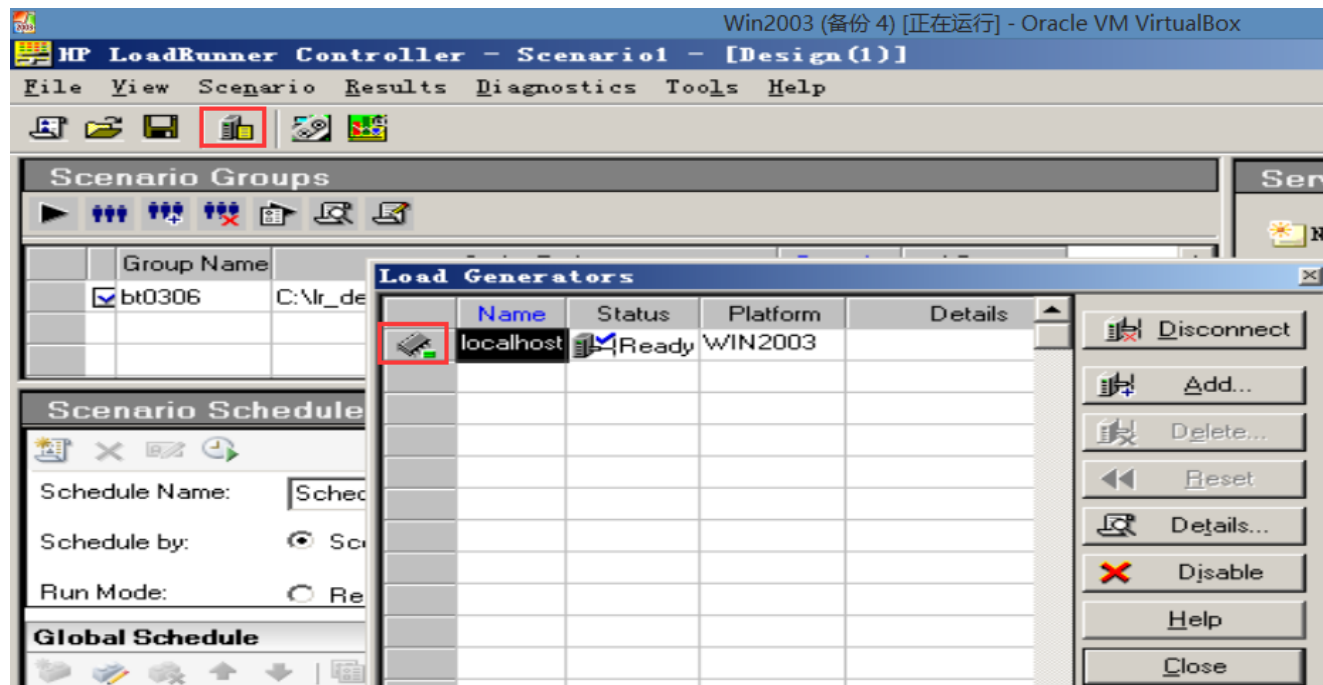 Win2003 (备份 4) [正在运行] - Oracle VM VirtualBox
HP LoadRunner Controller - Scenario1 - [Design(1)]
File View Scenario Results Diagnostics Tools Help
Scenario Groups
Ser
Group Name
bt0306 C:\lr_de
Load Generators
Name Status Platform Details
localhost Ready WIN2003
Disconnect
Add...
Delete...
Reset
Details...
Disable
Help
Close
Scenario Schedule
Schedule Name: Sched
Schedule by:
Run Mode: Re
Global Schedule